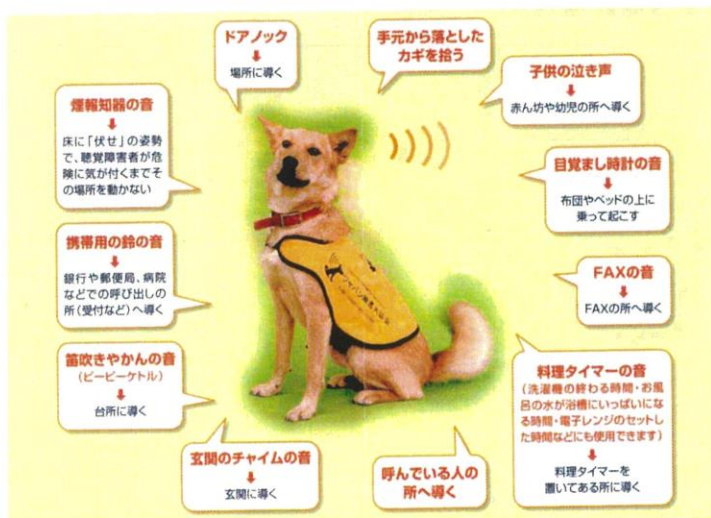 ドアノック
↓
場所に導く
手元から落とした
カギを拾う
子供の泣き声
↓
赤ん坊や幼児の所へ導く
煙報知器の音
↓
床に「伏せ」の姿勢
で、聴覚障害者が危
険に気が付くまでそ
の場所を動かない
目覚まし時計の音
↓
布団やベッドの上に
乗って起こす
携帯用の鈴の音
↓
銀行や郵便局、病院
などでの呼び出しの
所(受付など)へ導く
FAXの音
↓
FAXの所へ導く
笛吹きやかんの音
(ピーピーケトル)
↓
台所に導く
料理タイマーの音
(洗濯機の終わる時間・お風
呂の水が浴槽にいっぱいにな
る時間・電子レンジのセットし
た時間などにも使用できます)
↓
料理タイマーを
置いてある所に導く
玄関のチャイムの音
↓
玄関に導く
呼んでいる人の
所へ導く